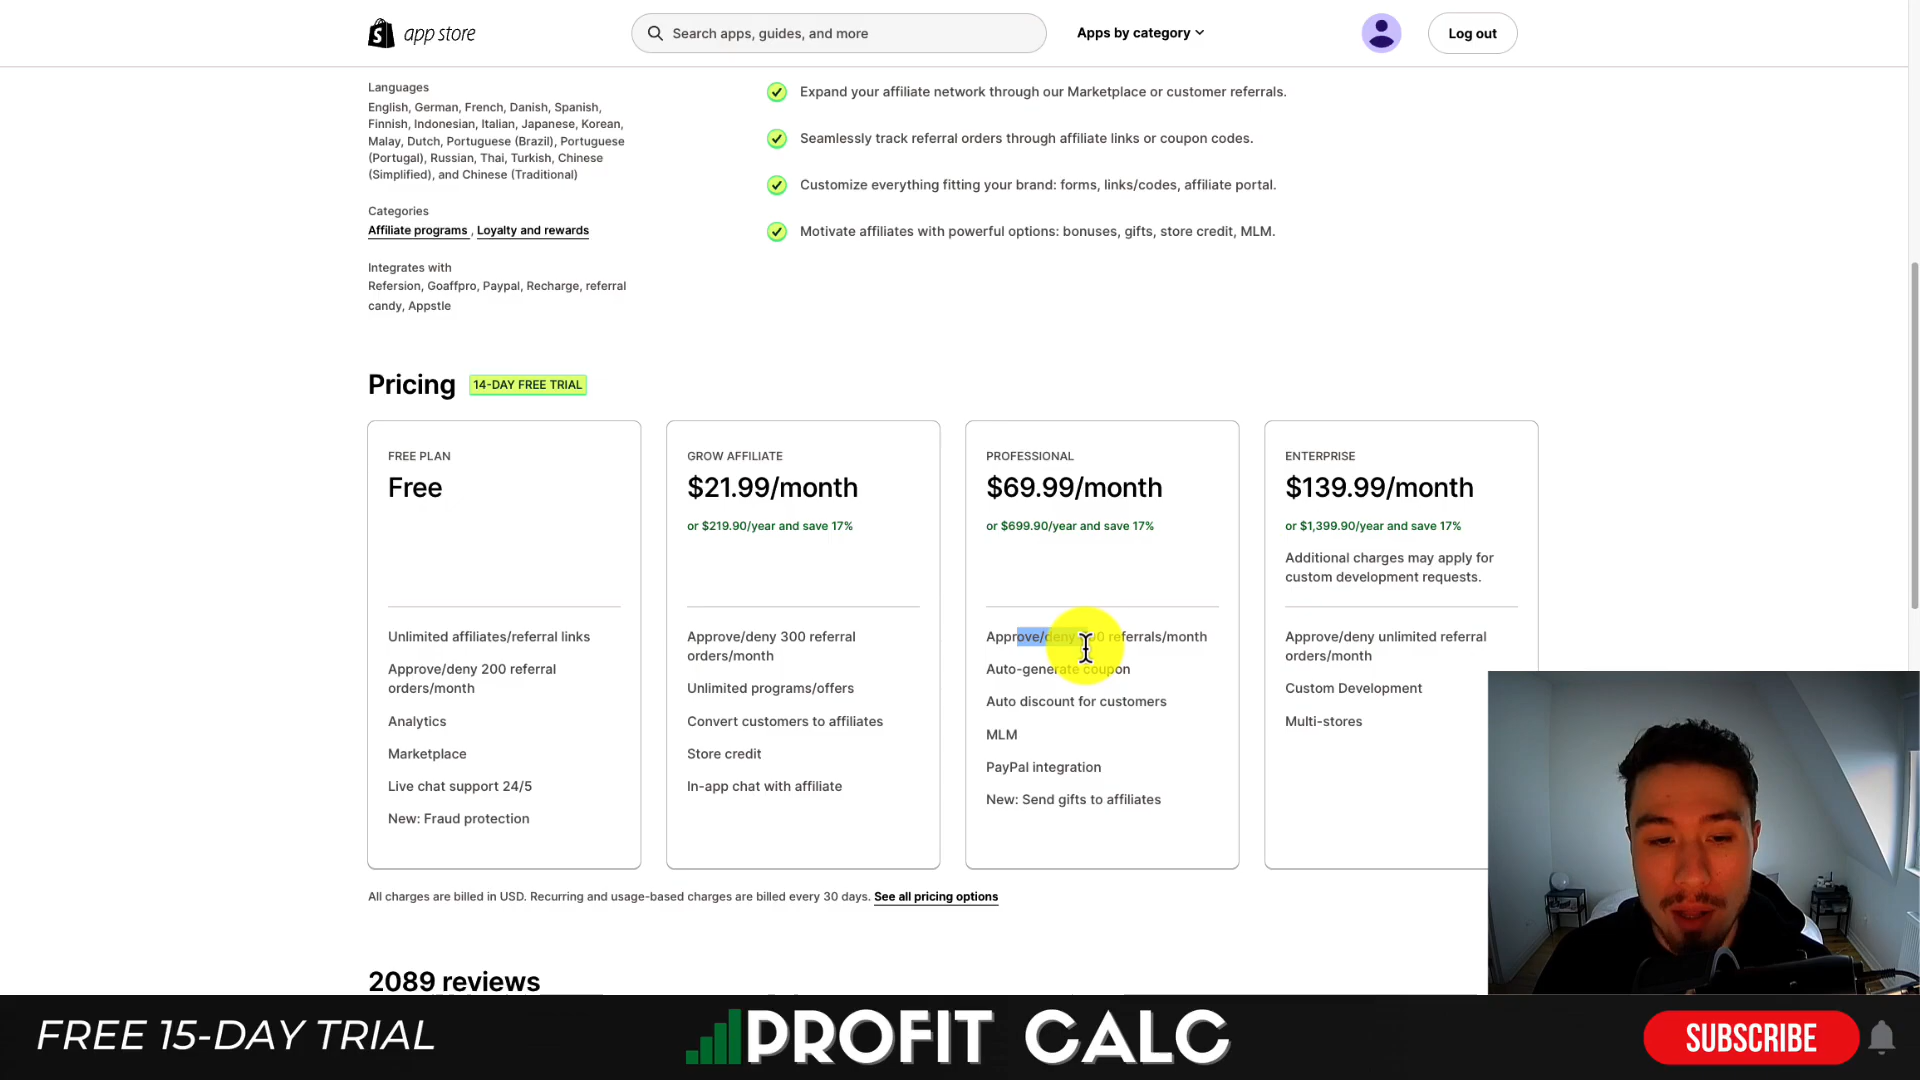 app store
Search apps, guides, and more
Apps by category
Log out
Languages
English, German, French, Danish, Spanish,
Finnish, Indonesian, Italian, Japanese, Korean,
Malay, Dutch, Portuguese (Brazil), Portuguese
(Portugal), Russian, Thai, Turkish, Chinese
(Simplified), and Chinese (Traditional)
Categories
Affiliate programs , Loyalty and rewards
Integrates with
Refersion, Goaffpro, Paypal, Recharge, referral
candy, Appstle
Expand your affiliate network through our Marketplace or customer referrals.
Seamlessly track referral orders through affiliate links or coupon codes.
Customize everything fitting your brand: forms, links/codes, affiliate portal.
Motivate affiliates with powerful options: bonuses, gifts, store credit, MLM.
Pricing 14-DAY FREE TRIAL
FREE PLAN
Free
Unlimited affiliates/referral links
Approve/deny 200 referral
orders/month
Analytics
Marketplace
Live chat support 24/5
New: Fraud protection
GROW AFFILIATE
$21.99/month
or $219.90/year and save 17%
Approve/deny 300 referral
orders/month
Unlimited programs/offers
Convert customers to affiliates
Store credit
In-app chat with affiliate
PROFESSIONAL
$69.99/month
or $699.90/year and save 17%
Approve/deny referrals/month
Auto-generate coupon
Auto discount for customers
MLM
PayPal integration
New: Send gifts to affiliates
ENTERPRISE
$139.99/month
or $1,399.90/year and save 17%
Additional charges may apply for
custom development requests.
Approve/deny unlimited referral
orders/month
Custom Development
Multi-stores
All charges are billed in USD. Recurring and usage-based charges are billed every 30 days. See all pricing options
2089 reviews
FREE 15-DAY TRIAL
PROFIT CALC
SUBSCRIBE